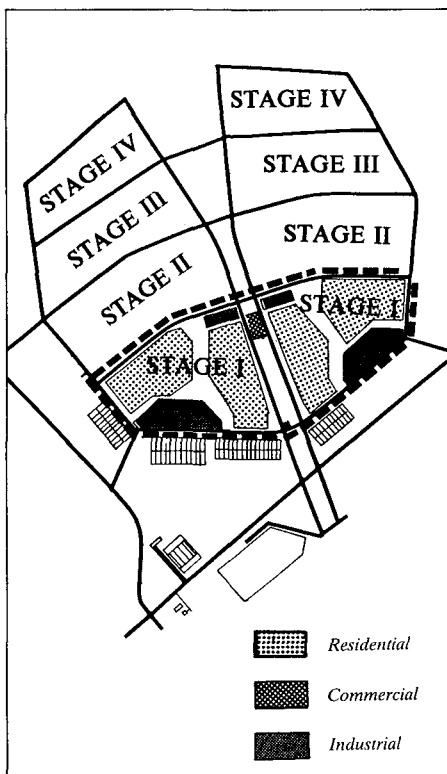 STAGE IV
STAGE IV
STAGE III
STAGE III
STAGE II
STAGE II
STAGE I
STAGE I
Residential
Commercial
Industrial